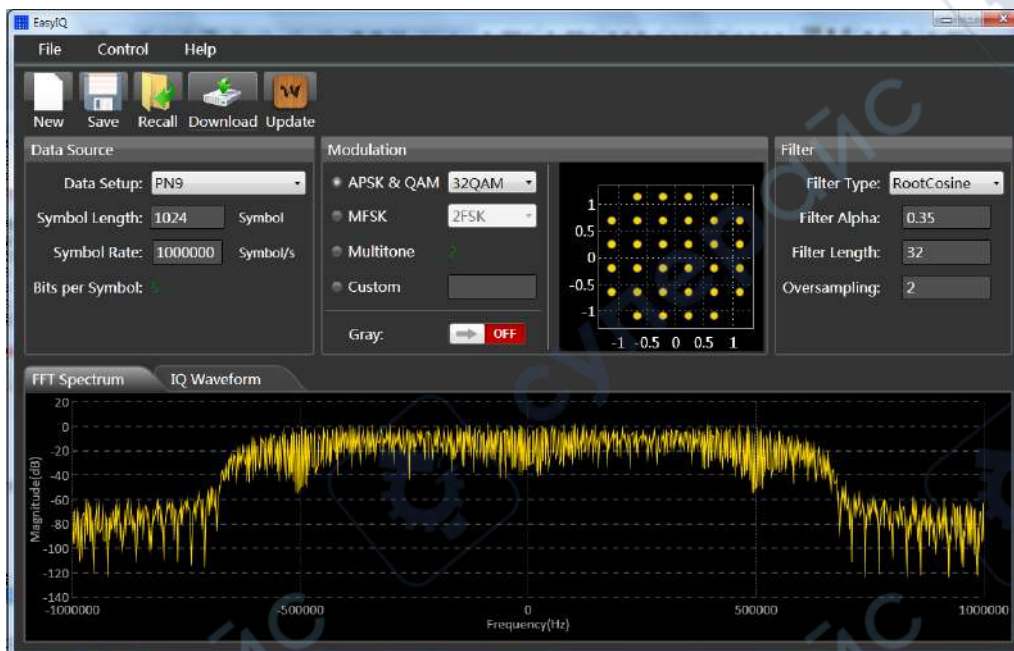 EasyIQ
File Control Help
New Save Recall Download Update
Data Source
Data Setup: PN9
Symbol Length: 1024 Symbol
Symbol Rate: 1000000 Symbol/s
Bits per Symbol: 5
Modulation
APSK & QAM 32QAM
MFSK 2FSK
Multitone 2
Custom
Gray: OFF
1
0.5
0
-0.5
-1
-1 -0.5 0 0.5 1
Filter
Filter Type: RootCosine
Filter Alpha: 0.35
Filter Length: 32
Oversampling: 2
FFT Spectrum IQ Waveform
Magnitude(dB)
20
0
-20
-40
-60
-80
-100
-120
-140
-1000000 -500000 0 500000 1000000
Frequency(Hz)
суперайс